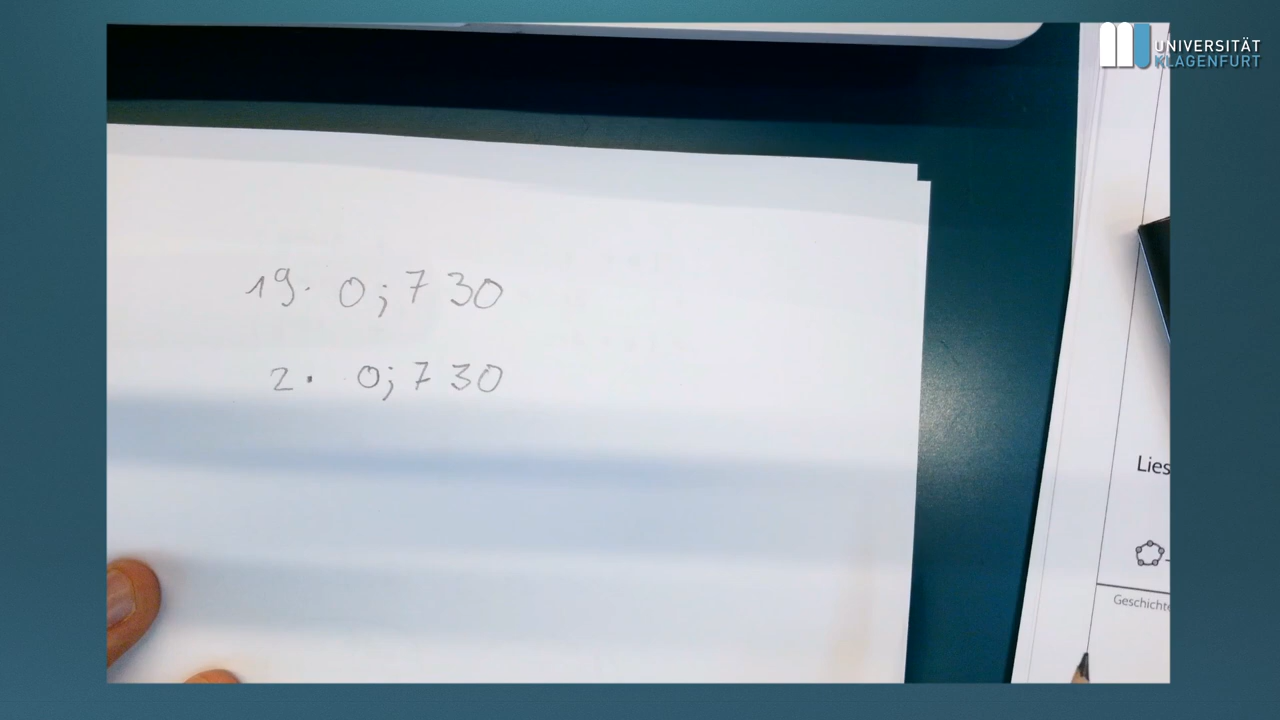 UNIVERSITÄT
KLAGENFURT
19. 0;7 30
2. 0;7 30
Lies
Geschichte